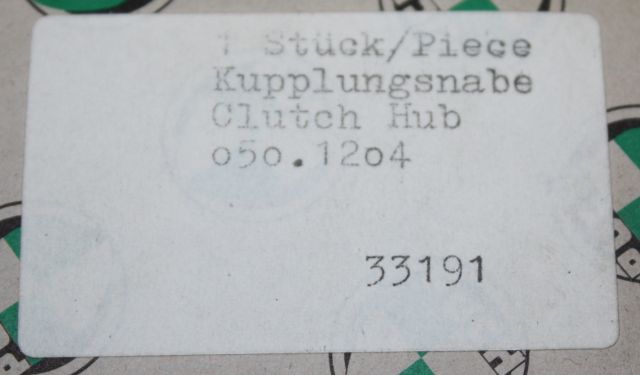 1 Stück/Piece
Kupplungsnabe
Clutch Hub
o5o.12o4
33191